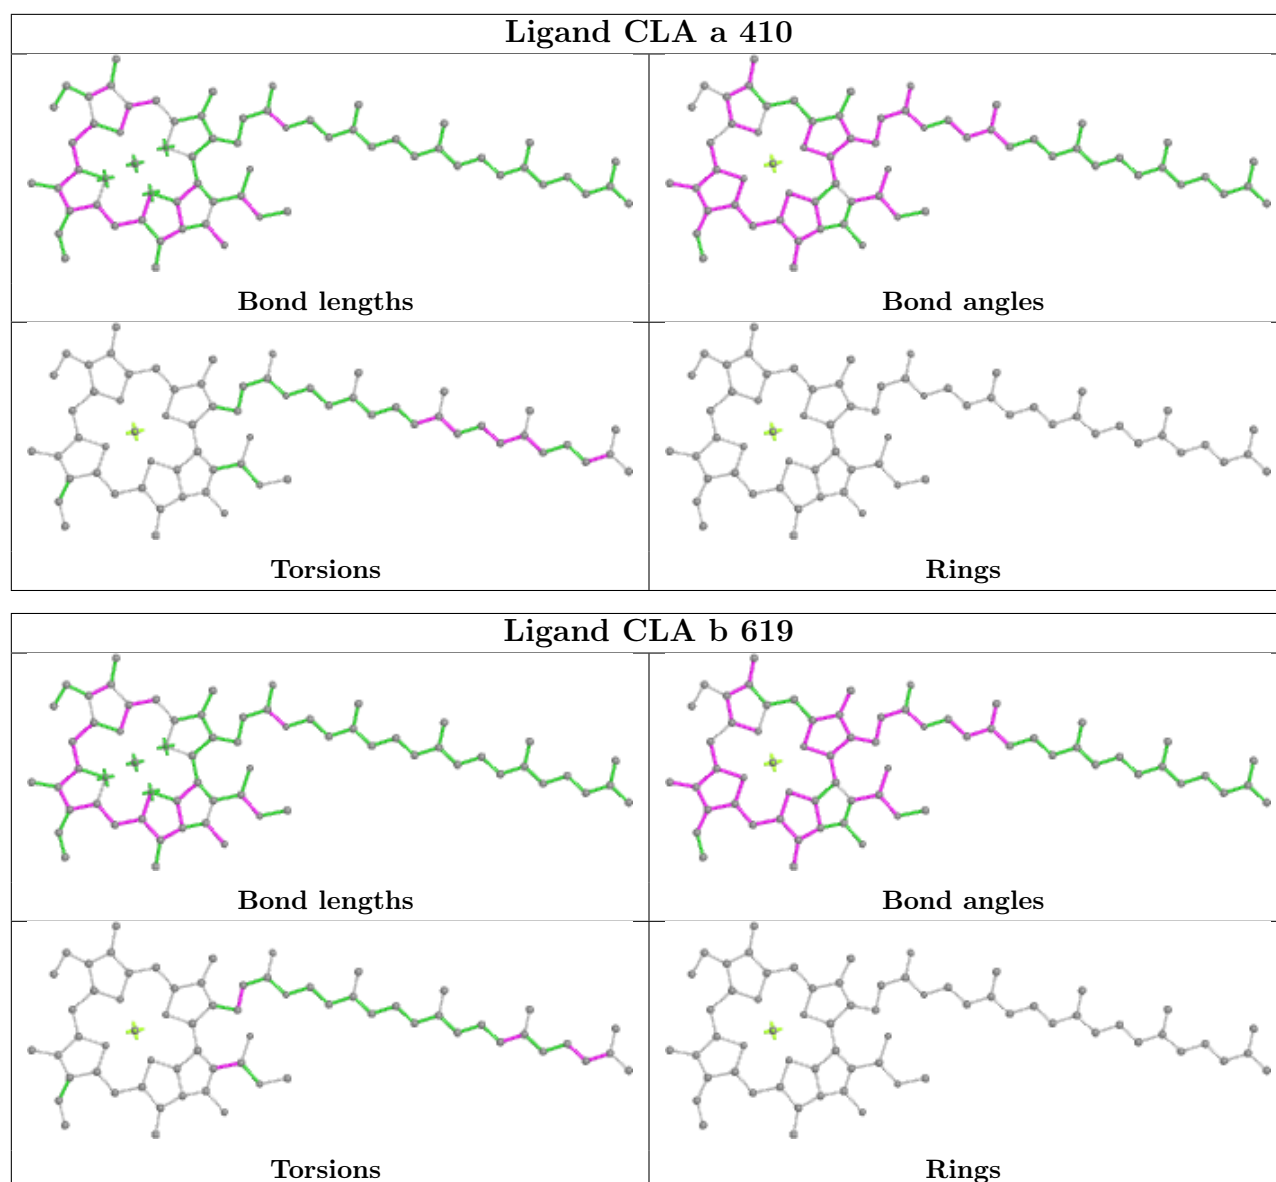 Ligand CLA a 410
Bond lengths
Bond angles
Torsions
Rings
Ligand CLA b 619
Bond lengths
Bond angles
Torsions
Rings